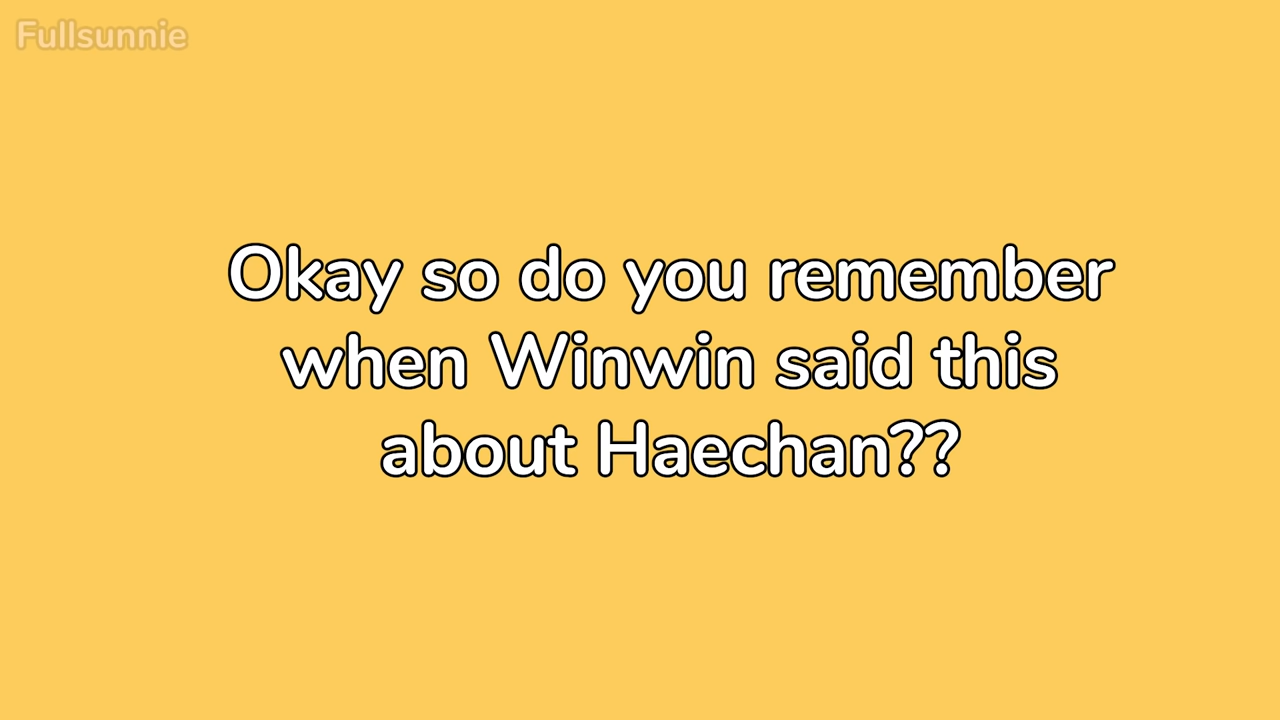 Fullsunnie
Okay so do you remember
when Winwin said this
about Haechan??